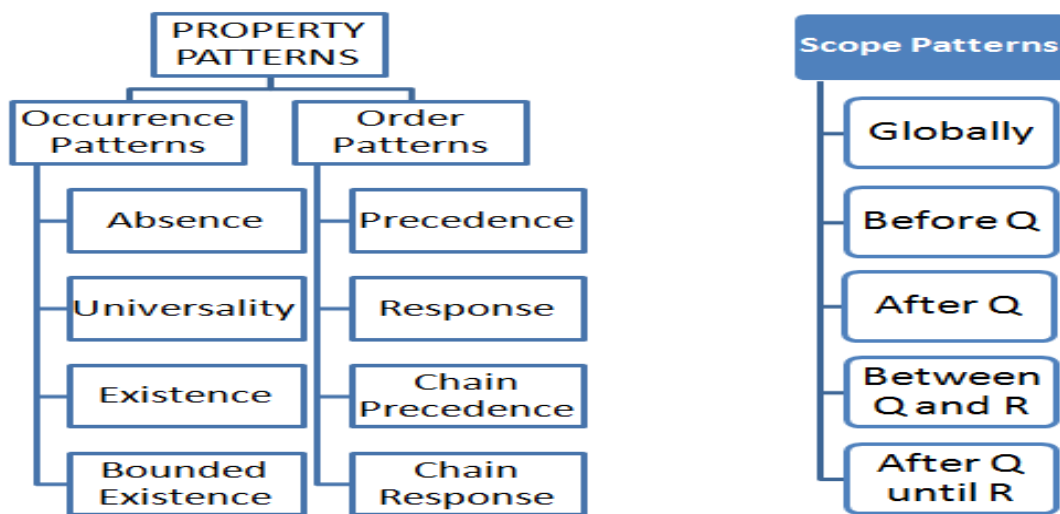 PROPERTY
PATTERNS
Occurrence
Patterns
Absence
Universality
Existence
Bounded
Existence
Order
Patterns
Precedence
Response
Chain
Precedence
Chain
Response
Scope Patterns
Globally
Before Q
After Q
Between
Q and R
After Q
until R